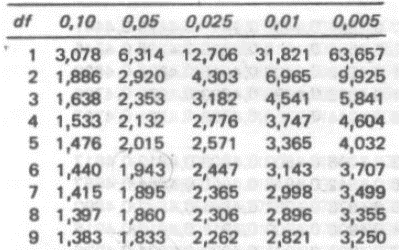 df 0,10 0,05 0,025 0,01 0,005
1 3,078 6,314 12,706 31,821 63,657
2 1,886 2,920 4,303 6,965 9,925
3 1,638 2,353 3,182 4,541 5,841
4 1,533 2,132 2,776 3,747 4,604
5 1,476 2,015 2,571 3,365 4,032
6 1,440 1,943 2,447 3,143 3,707
7 1,415 1,895 2,365 2,998 3,499
8 1,397 1,860 2,306 2,896 3,355
9 1,383 1,833 2,262 2,821 3,250